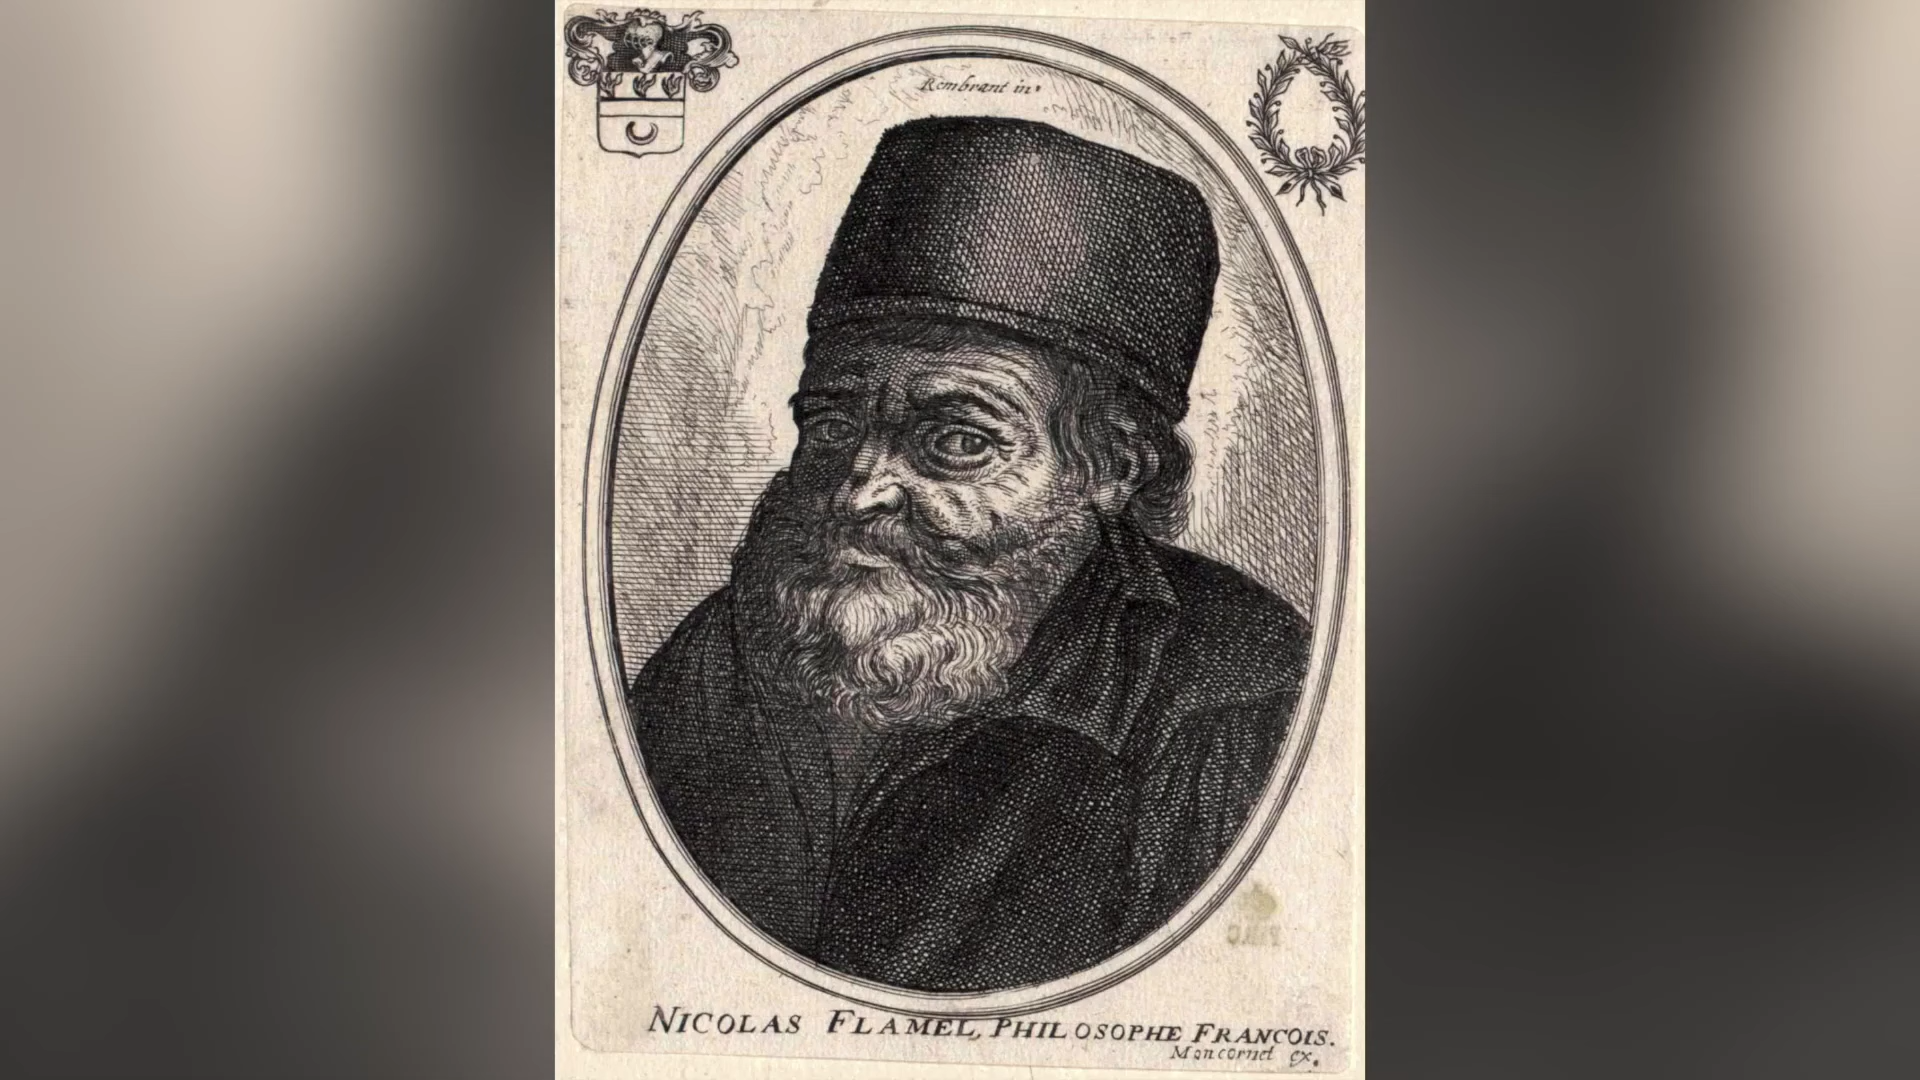 Rembrant in.
NICOLAS FLAMEL, PHILOSOPHE FRANCOIS.
Moncornet ex.